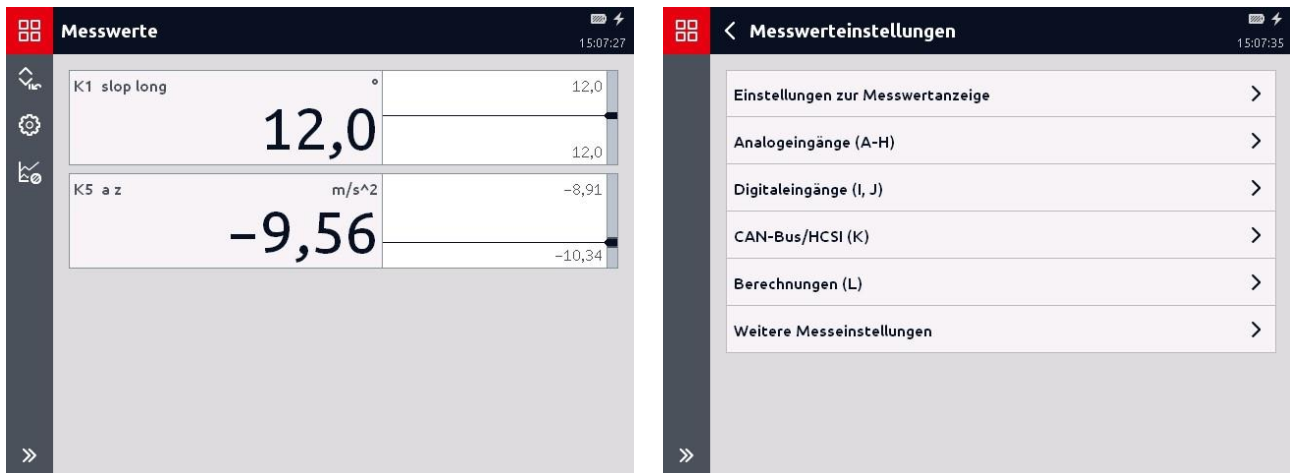 Messwerte
15:07:27
K1 slop long °
12,0
12,0
12,0
K5 a z m/s^2
-8,91
−9,56
-10,34
Messwerteinstellungen
15:07:35
Einstellungen zur Messwertanzeige
Analogeingänge (A-H)
Digitaleingänge (I, J)
CAN-Bus/HCSI (K)
Berechnungen (L)
Weitere Messeinstellungen